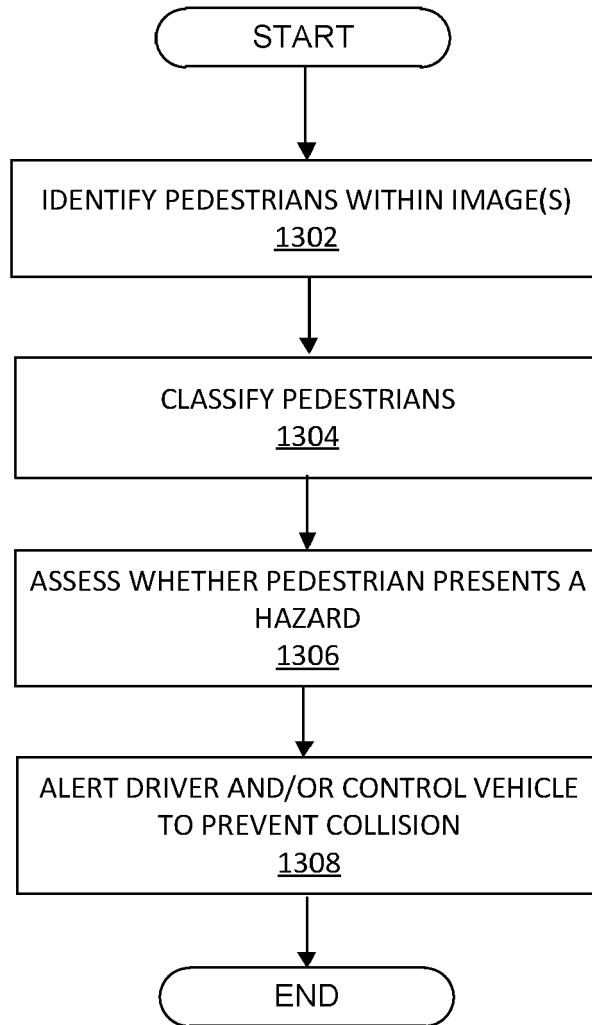 START
IDENTIFY PEDESTRIANS WITHIN IMAGE(S)
1302
CLASSIFY PEDESTRIANS
1304
ASSESS WHETHER PEDESTRIAN PRESENTS A
HAZARD
1306
ALERT DRIVER AND/OR CONTROL VEHICLE
TO PREVENT COLLISION
1308
END